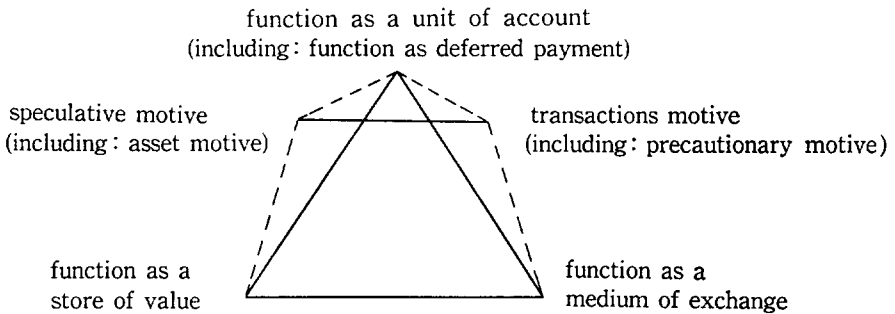 function as a unit of account
(including: function as deferred payment)
speculative motive
(including: asset motive)
transactions motive
(including: precautionary motive)
function as a
store of value
function as a
medium of exchange